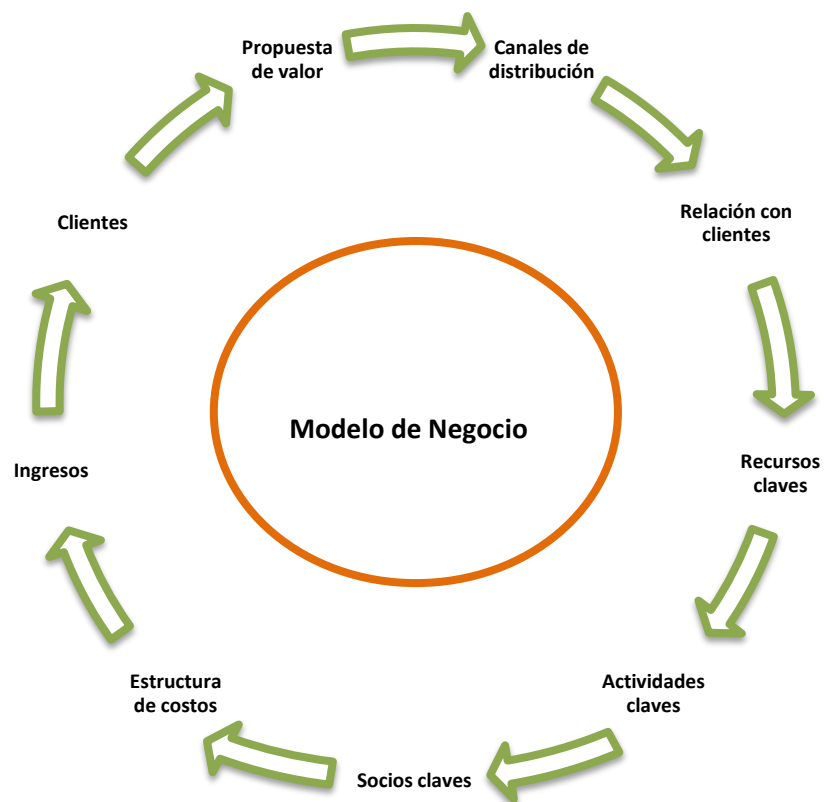 Propuesta
de valor
Canales de
distribución
Relación con
clientes
Recursos
claves
Actividades
claves
Socios claves
Estructura
de costos
Ingresos
Clientes
Modelo de Negocio